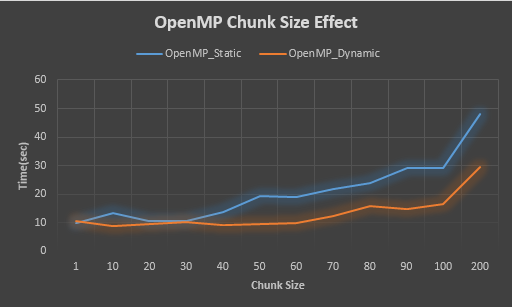 OpenMP Chunk Size Effect
OpenMP_Static OpenMP_Dynamic
60
50
40
30
20
10
0
Time(sec)
1 10 20 30 40 50 60 70 80 90 100 200
Chunk Size